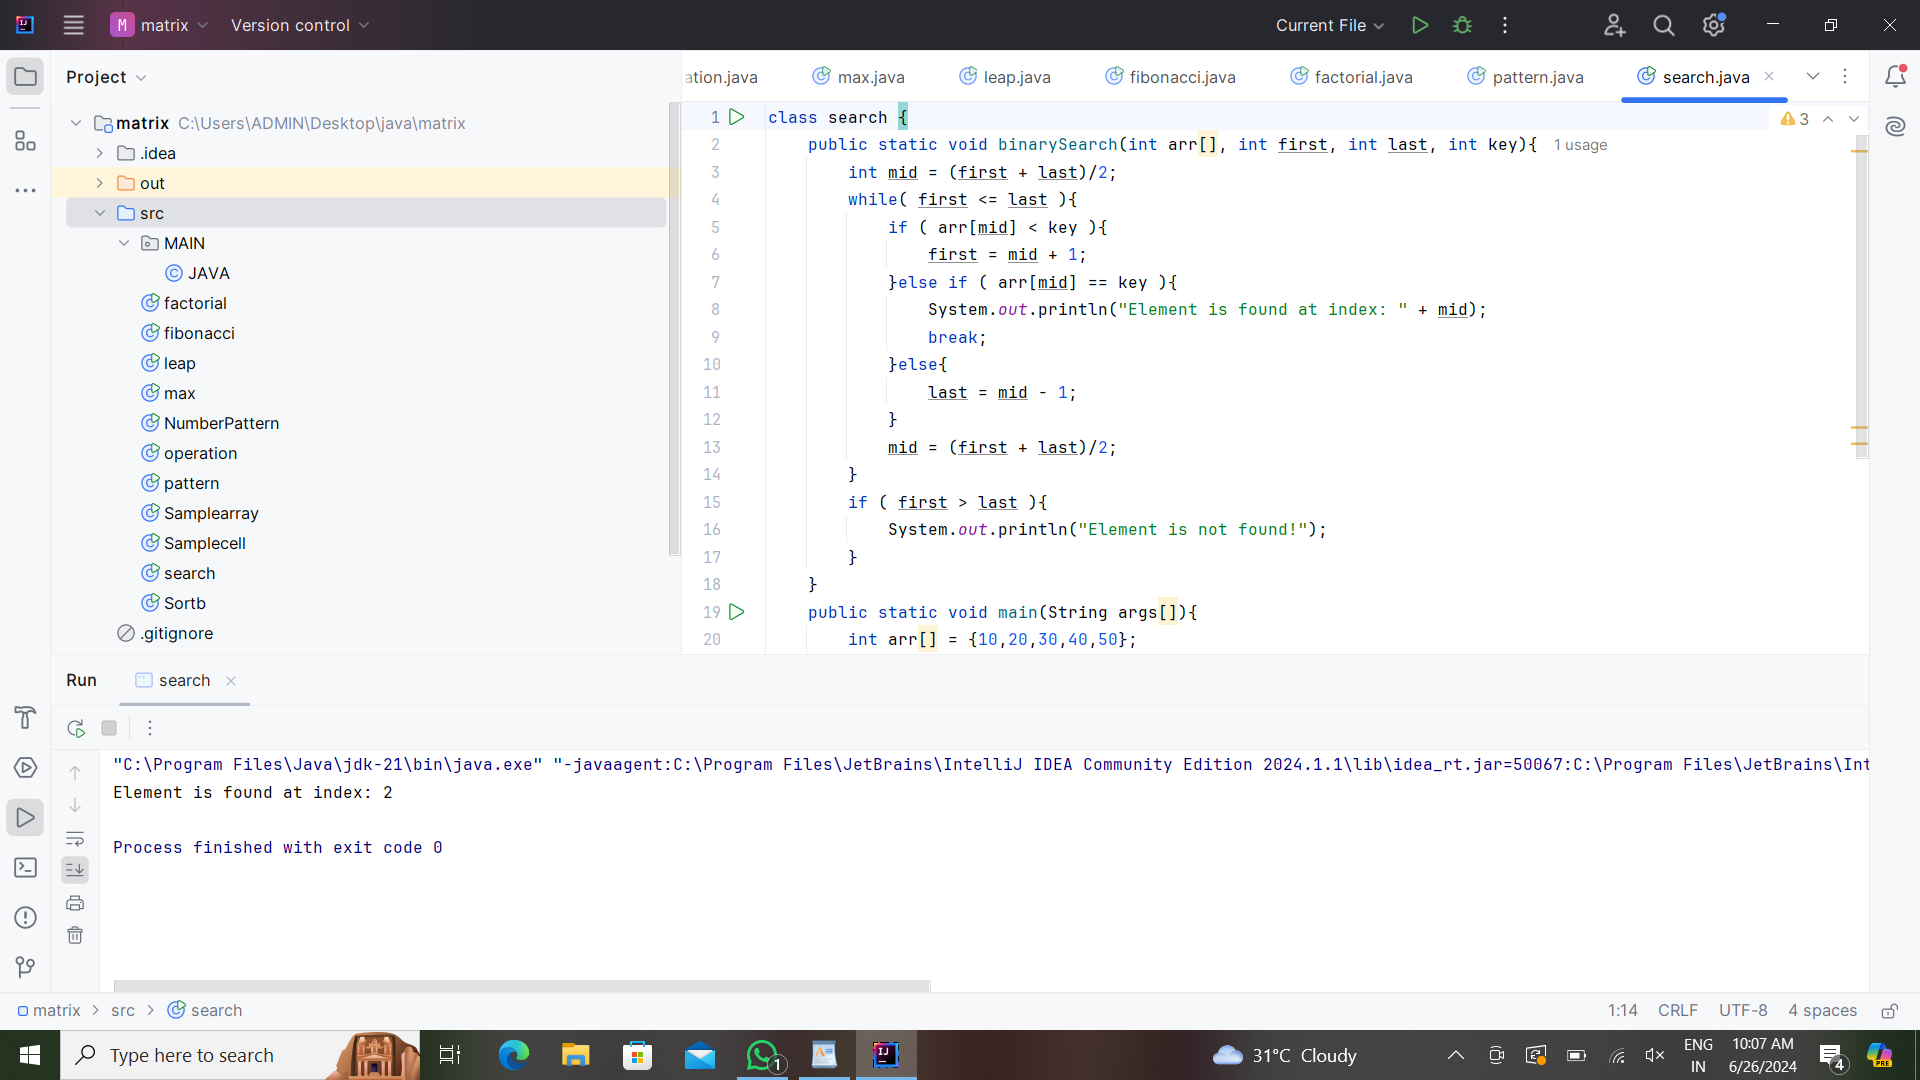 M matrix Version control Current File
Project
ation.java max.java leap.java fibonacci.java factorial.java pattern.java search.java
matrix C:\Users\ADMIN\Desktop\java\matrix
.idea
out
src
MAIN
JAVA
factorial
fibonacci
leap
max
NumberPattern
operation
pattern
Samplearray
Samplecell
search
Sortb
.gitignore
3
1 class search {
2 public static void binarySearch(int arr[], int first, int last, int key){ 1 usage
3 int mid = (first + last)/2;
4 while( first <= last ){
5 if ( arr[mid] < key ){
6 first = mid + 1;
7 }else if ( arr[mid] == key ){
8 System.out.println("Element is found at index: " + mid);
9 break;
10 }else{
11 last = mid - 1;
12 }
13 mid = (first + last)/2;
14 }
15 if ( first > last ){
16 System.out.println("Element is not found!");
17 }
18 }
19 public static void main(String args[]){
20 int arr[] = {10,20,30,40,50};
Run search
"C:\Program Files\Java\jdk-21\bin\java.exe" "-javaagent:C:\Program Files\JetBrains\IntelliJ IDEA Community Edition 2024.1.1\lib\idea_rt.jar=50067:C:\Program Files\JetBrains\Int
Element is found at index: 2
Process finished with exit code 0
matrix > src > search 1:14 CRLF UTF-8 4 spaces
Type here to search 1 31°C Cloudy ENG IN 10:07 AM 6/26/2024 4 PRE